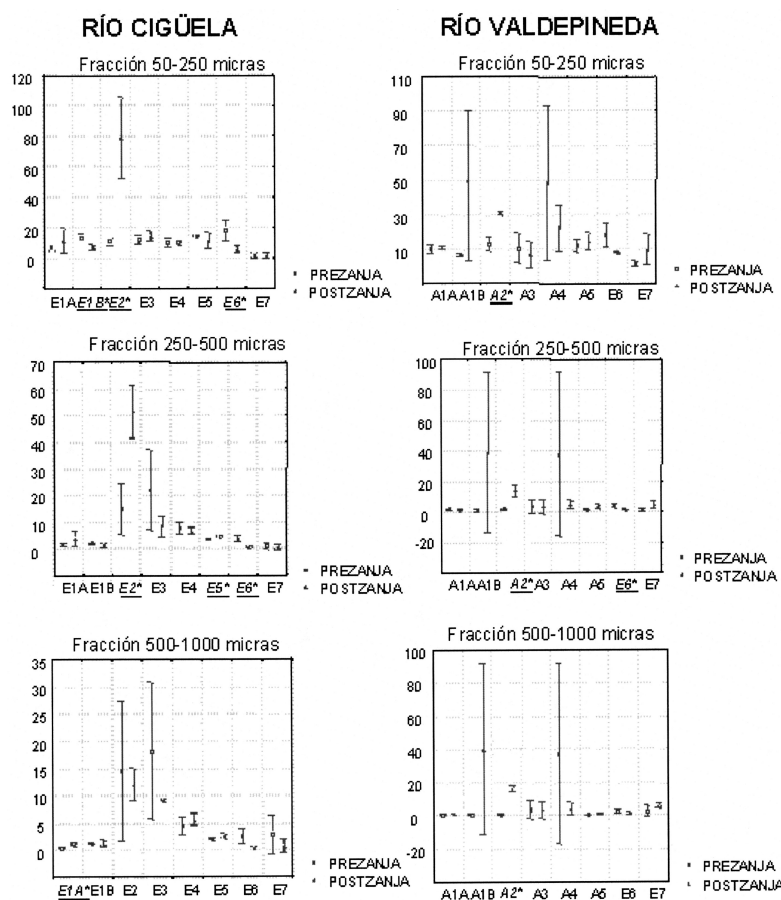 RÍO CIGÜELA
RÍO VALDEPINEDA
Fracción 50-250 micras
120
100
80
60
40
20
0
E1A E1B* E2* E3 E4 E5 E6* E7
PREZANJA
POSTZANJA
Fracción 50-250 micras
110
90
70
50
30
10
A1A A1B A2* A3 A4 A5 E6 E7
PREZANJA
POSTZANJA
Fracción 250-500 micras
70
60
50
40
30
20
10
0
E1A E1B E2* E3 E4 E5* E6* E7
PREZANJA
POSTZANJA
Fracción 250-500 micras
100
80
60
40
20
0
-20
A1A A1B A2* A3 A4 A5 E6* E7
PREZANJA
POSTZANJA
Fracción 500-1000 micras
35
30
25
20
15
10
5
0
E1A* E1B E2 E3 E4 E5 E6 E7
PREZANJA
POSTZANJA
Fracción 500-1000 micras
100
80
60
40
20
0
-20
A1A A1B A2* A3 A4 A5 E6 E7
PREZANJA
POSTZANJA